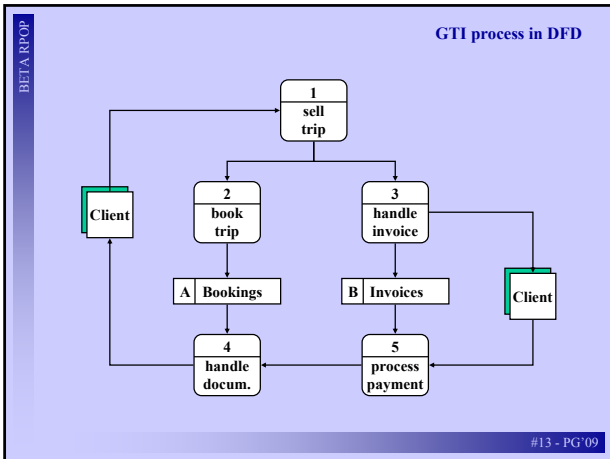 BETA RPOP
GTI process in DFD
1
sell
trip
2
book
trip
3
handle
invoice
Client
A Bookings
B Invoices
Client
4
handle
docum.
5
process
payment
#13 - PG'09